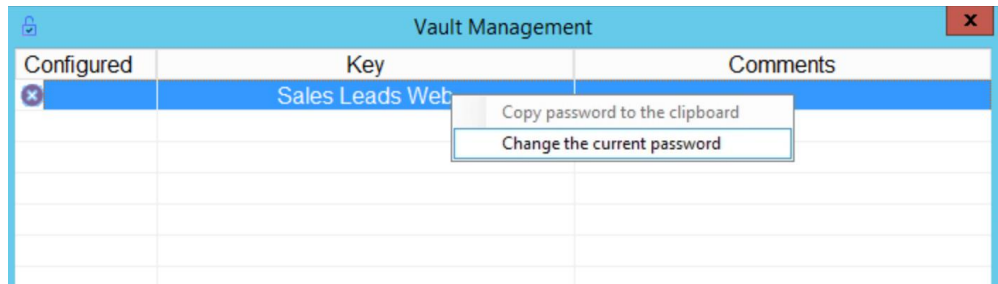 Vault Management
x
Configured Key Comments
Sales Leads Web
Copy password to the clipboard
Change the current password